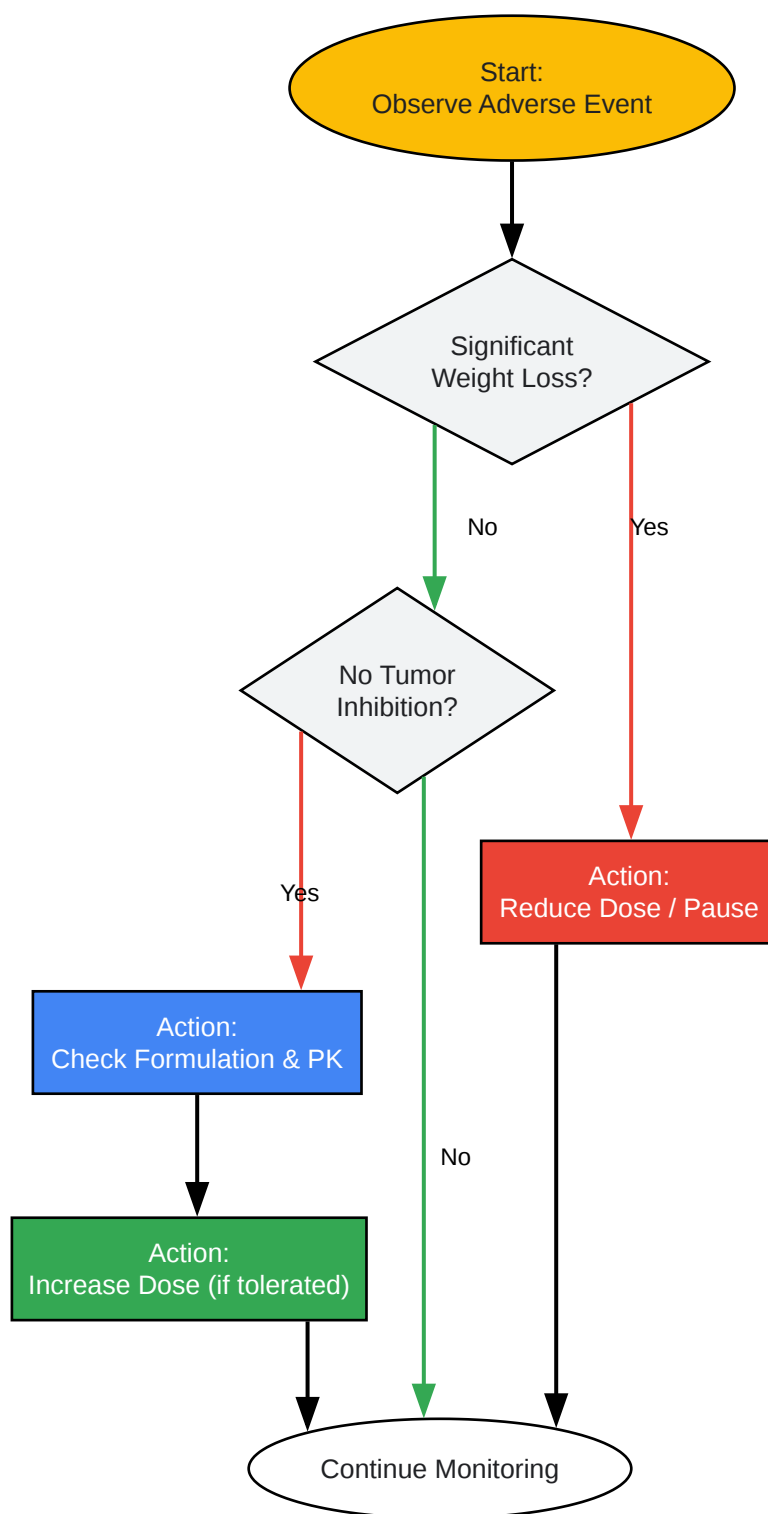 Start:
Observe Adverse Event
Significant
Weight Loss?
No
Yes
No Tumor
Inhibition?
Action:
Reduce Dose / Pause
Yes
Action:
Check Formulation & PK
No
Action:
Increase Dose (if tolerated)
Continue Monitoring